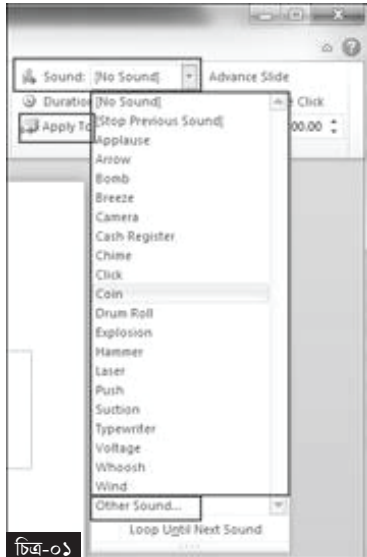 Sound: [No Sound] Advance Slide
Duratio [No Sound] e Click
Apply To [Stop Previous Sound] 00.00
Applause
Arrow
Bomb
Breeze
Camera
Cash Register
Chime
Click
Coin
Drum Roll
Explosion
Hammer
Laser
Push
Suction
Typewriter
Voltage
Whoosh
Wind
Other Sound...
Loop Until Next Sound
চিত্র-০১